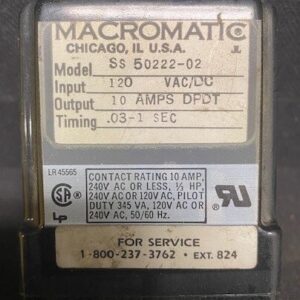 MACROMATIC
CHICAGO, IL U.S.A.
Model SS 50222-02
Input 120 VAC/DC
Output 10 AMPS DPDT
Timing .03-1 SEC
LR 45565
CONTACT RATING 10 AMP,
240V AC OR LESS, ½ HP,
240V AC OR 120V AC, PILOT
DUTY 345 VA, 120V AC OR
240V AC, 50/60 Hz.
SA
LP
RU
FOR SERVICE
1-800-237-3762 • EXT. 824